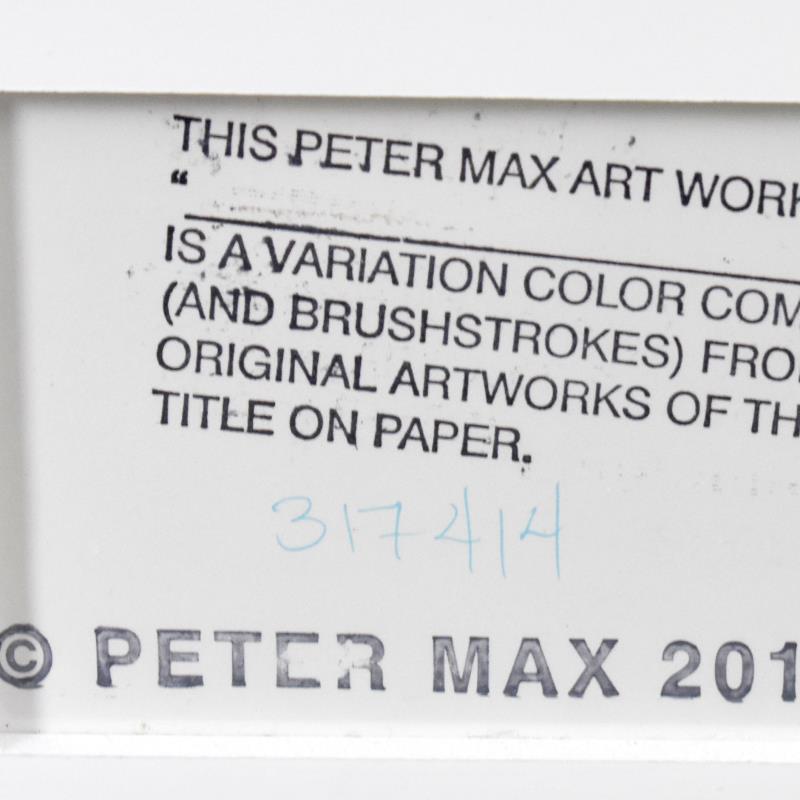 THIS PETER MAX ART WORK
“
IS A VARIATION COLOR COM
(AND BRUSHSTROKES) FRO
ORIGINAL ARTWORKS OF TH
TITLE ON PAPER.
317414
© PETER MAX 201